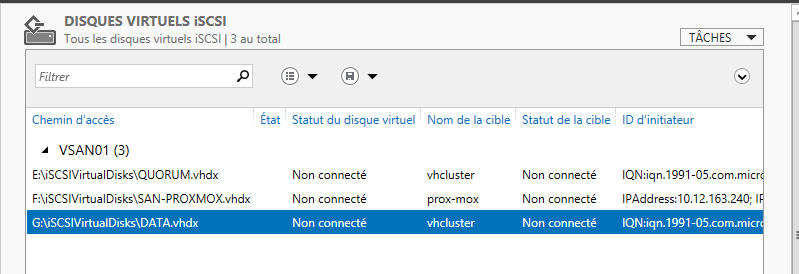 DISQUES VIRTUELS iSCSI
Tous les disques virtuels iSCSI | 3 au total
TÂCHES
Filtrer
Chemin d'accès État Statut du disque virtuel Nom de la cible Statut de la cible ID d'initiateur
VSAN01 (3)
E:\iSCSIVirtualDisks\QUORUM.vhdx Non connecté vhcluster Non connecté IQN:iqn.1991-05.com.micro
F:\iSCSIVirtualDisks\SAN-PROXMOX.vhdx Non connecté prox-mox Non connecté IPAddress:10.12.163.240; IP
G:\iSCSIVirtualDisks\DATA.vhdx Non connecté vhcluster Non connecté IQN:iqn.1991-05.com.micro